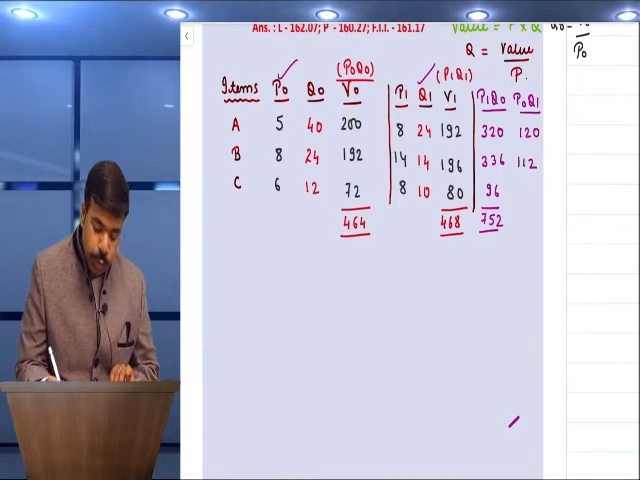 Ans. : L - 162.07; P - 160.27; F.I.I. - 161.17
Value = P × Q
Q = Value / P.
P0
(P0Q0) (P1Q1)
Items P0 Q0 V0 P1 Q1 V1 P1Q0 P0Q1
A 5 40 200 8 24 192 320 120
B 8 24 192 14 14 196 336 112
C 6 12 72 8 10 80 96
464 468 752